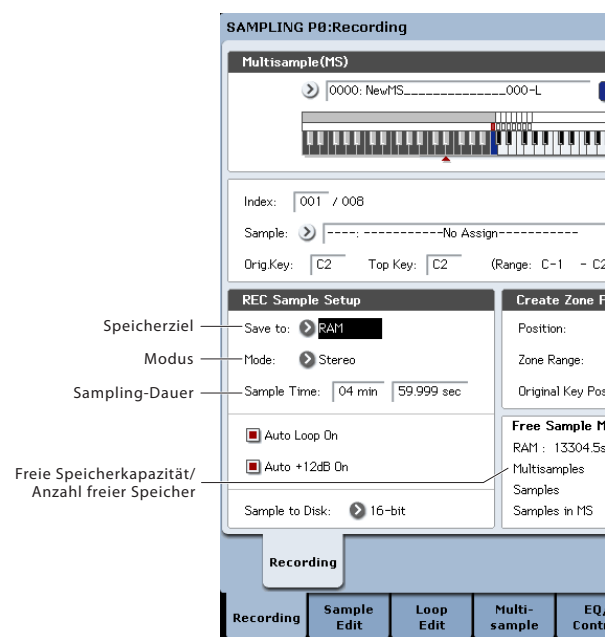 SAMPLING P0:Recording
Multisample(MS)
0000: NewMS______________000-L
Index: 001 / 008
Sample: ----: -----------No Assign-----------
Orig.Key: C2 Top Key: C2 (Range: C-1 - C2
REC Sample Setup
Speicherziel
Save to: RAM
Modus
Mode: Stereo
Sampling-Dauer
Sample Time: 04 min 59.999 sec
Auto Loop On
Auto +12dB On
Freie Speicherkapazität/
Anzahl freier Speicher
Sample to Disk: 16-bit
Create Zone P
Position:
Zone Range:
Original Key Pos
Free Sample M
RAM : 13304.5s
Multisamples
Samples
Samples in MS
Recording
Recording
Sample Edit
Loop Edit
Multi-sample
EQ/
Contr